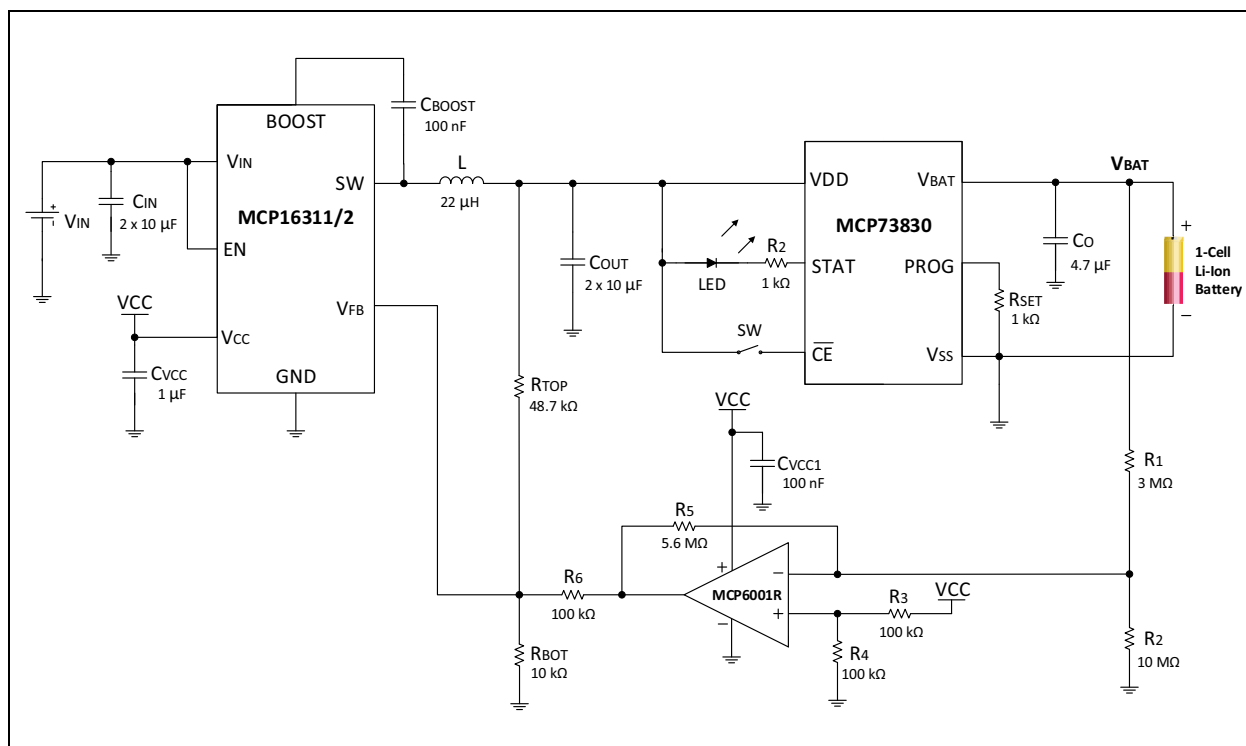 BOOST
CBOOST
100 nF
VIN
SW
MCP16311/2
EN
VFB
VCC
GND
VIN
CIN
2 x 10 µF
VCC
CVCC
1 µF
L
22 µH
COUT
2 x 10 µF
LED
R2
1 kΩ
SW
VDD
VBAT
MCP73830
STAT
PROG
CE
VSS
RSET
1 kΩ
VBAT
CO
4.7 µF
+
1-Cell
Li-Ion
Battery
−
RTOP
48.7 kΩ
VCC
CVCC1
100 nF
R1
3 MΩ
R5
5.6 MΩ
R6
100 kΩ
+
−
MCP6001R
+
−
R3
100 kΩ
VCC
R4
100 kΩ
R2
10 MΩ
RBOT
10 kΩ